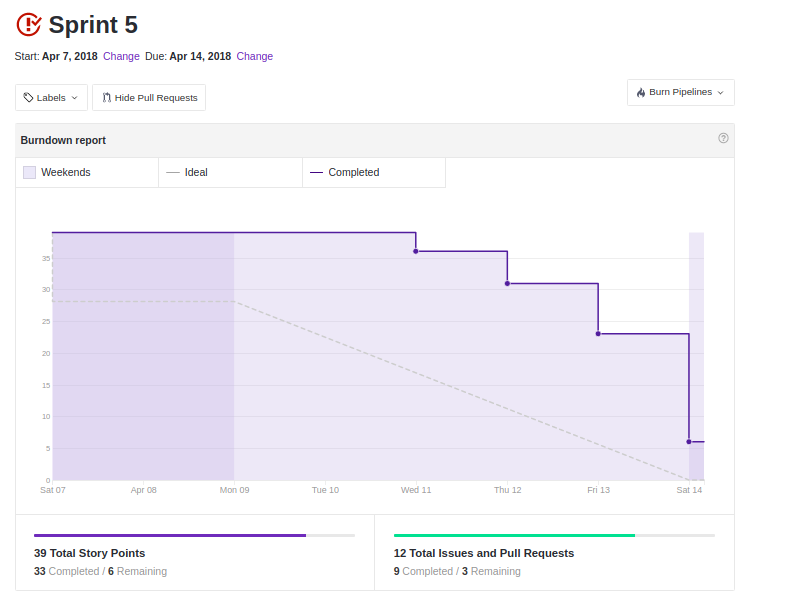 Sprint 5
Start: Apr 7, 2018 Change Due: Apr 14, 2018 Change
Labels
Hide Pull Requests
Burn Pipelines
Burndown report
Weekends
Ideal
Completed
35
30
25
20
15
10
5
0
Sat 07 Apr 08 Mon 09 Tue 10 Wed 11 Thu 12 Fri 13 Sat 14
39 Total Story Points
33 Completed / 6 Remaining
12 Total Issues and Pull Requests
9 Completed / 3 Remaining